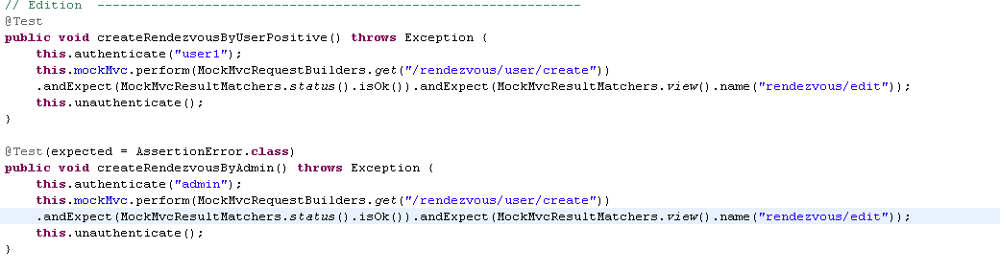 // Edition  ---------------------------------------------------------------
@Test
public void createRendezvousByUserPositive() throws Exception {
    this.authenticate("user1");
    this.mockMvc.perform(MockMvcRequestBuilders.get("/rendezvous/user/create"))
    .andExpect(MockMvcResultMatchers.status().isOk()).andExpect(MockMvcResultMatchers.view().name("rendezvous/edit"));
    this.unauthenticate();
}
@Test(expected = AssertionError.class)
public void createRendezvousByAdmin() throws Exception {
    this.authenticate("admin");
    this.mockMvc.perform(MockMvcRequestBuilders.get("/rendezvous/user/create"))
    .andExpect(MockMvcResultMatchers.status().isOk()).andExpect(MockMvcResultMatchers.view().name("rendezvous/edit"));
    this.unauthenticate();
}